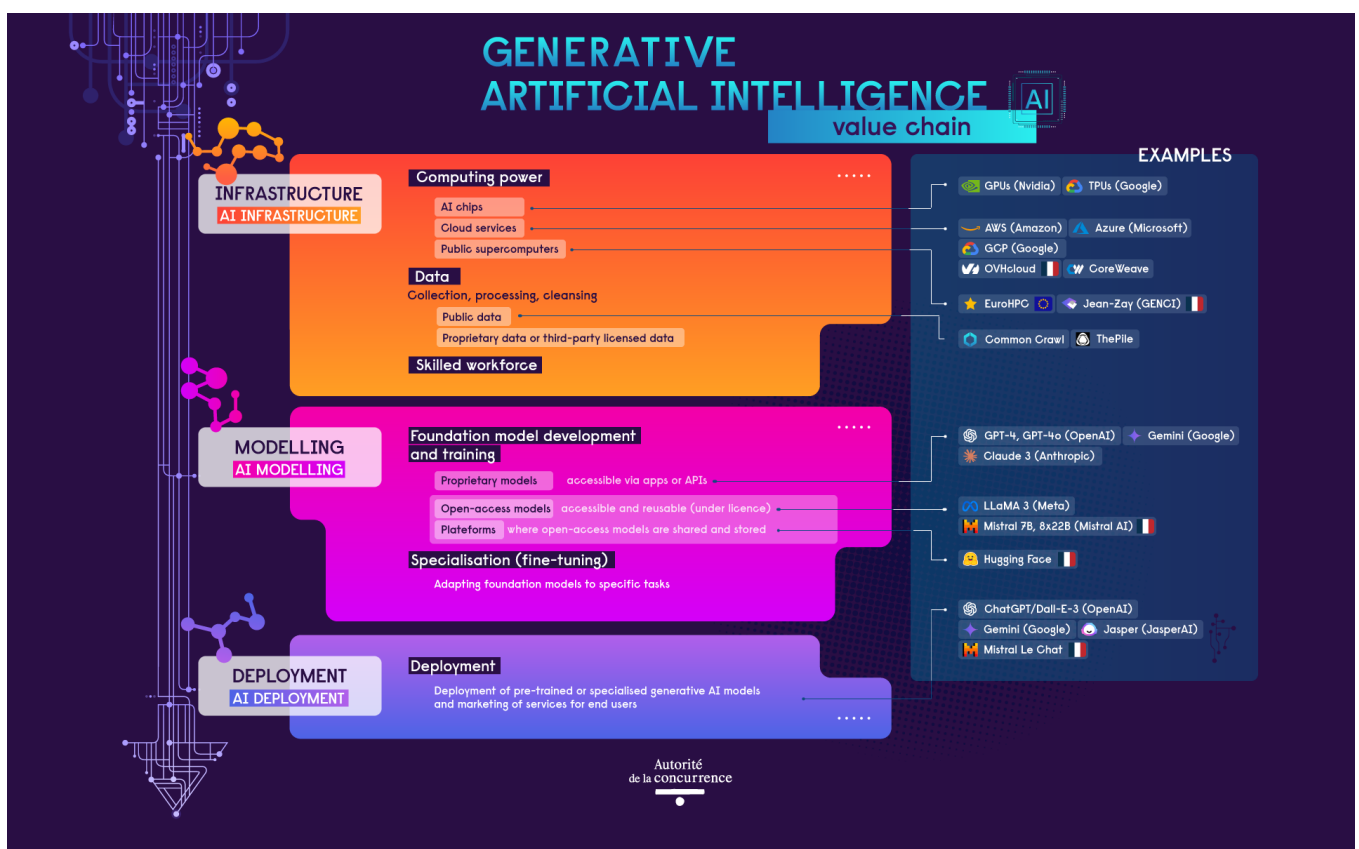 GENERATIVE
ARTIFICIAL INTELLIGENCE
AI
value chain
EXAMPLES
INFRASTRUCTURE
AI INFRASTRUCTURE
Computing power
AI chips
Cloud services
Public supercomputers
Data
Collection, processing, cleansing
Public data
Proprietary data or third-party licensed data
Skilled workforce
GPUs (Nvidia) TPUs (Google)
AWS (Amazon) Azure (Microsoft)
GCP (Google)
OVHcloud CoreWeave
EuroHPC Jean-Zay (GENCI)
Common Crawl ThePile
MODELLING
AI MODELLING
Foundation model development
and training
Proprietary models accessible via apps or APIs
Open-access models accessible and reusable (under licence)
Plateforms where open-access models are shared and stored
Specialisation (fine-tuning)
Adapting foundation models to specific tasks
GPT-4, GPT-4o (OpenAI) Gemini (Google)
Claude 3 (Anthropic)
LLaMA 3 (Meta)
Mistral 7B, 8x22B (Mistral AI)
Hugging Face
DEPLOYMENT
AI DEPLOYMENT
Deployment
Deployment of pre-trained or specialised generative AI models
and marketing of services for end users
ChatGPT/Dall-E-3 (OpenAI)
Gemini (Google) Jasper (JasperAI)
Mistral Le Chat
Autorité
de la concurrence